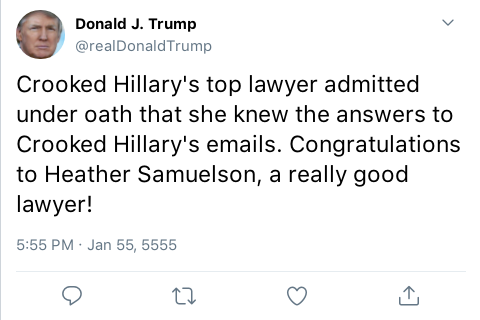 Donald J. Trump
@realDonaldTrump
Crooked Hillary's top lawyer admitted
under oath that she knew the answers to
Crooked Hillary's emails. Congratulations
to Heather Samuelson, a really good
lawyer!
5:55 PM · Jan 55, 5555